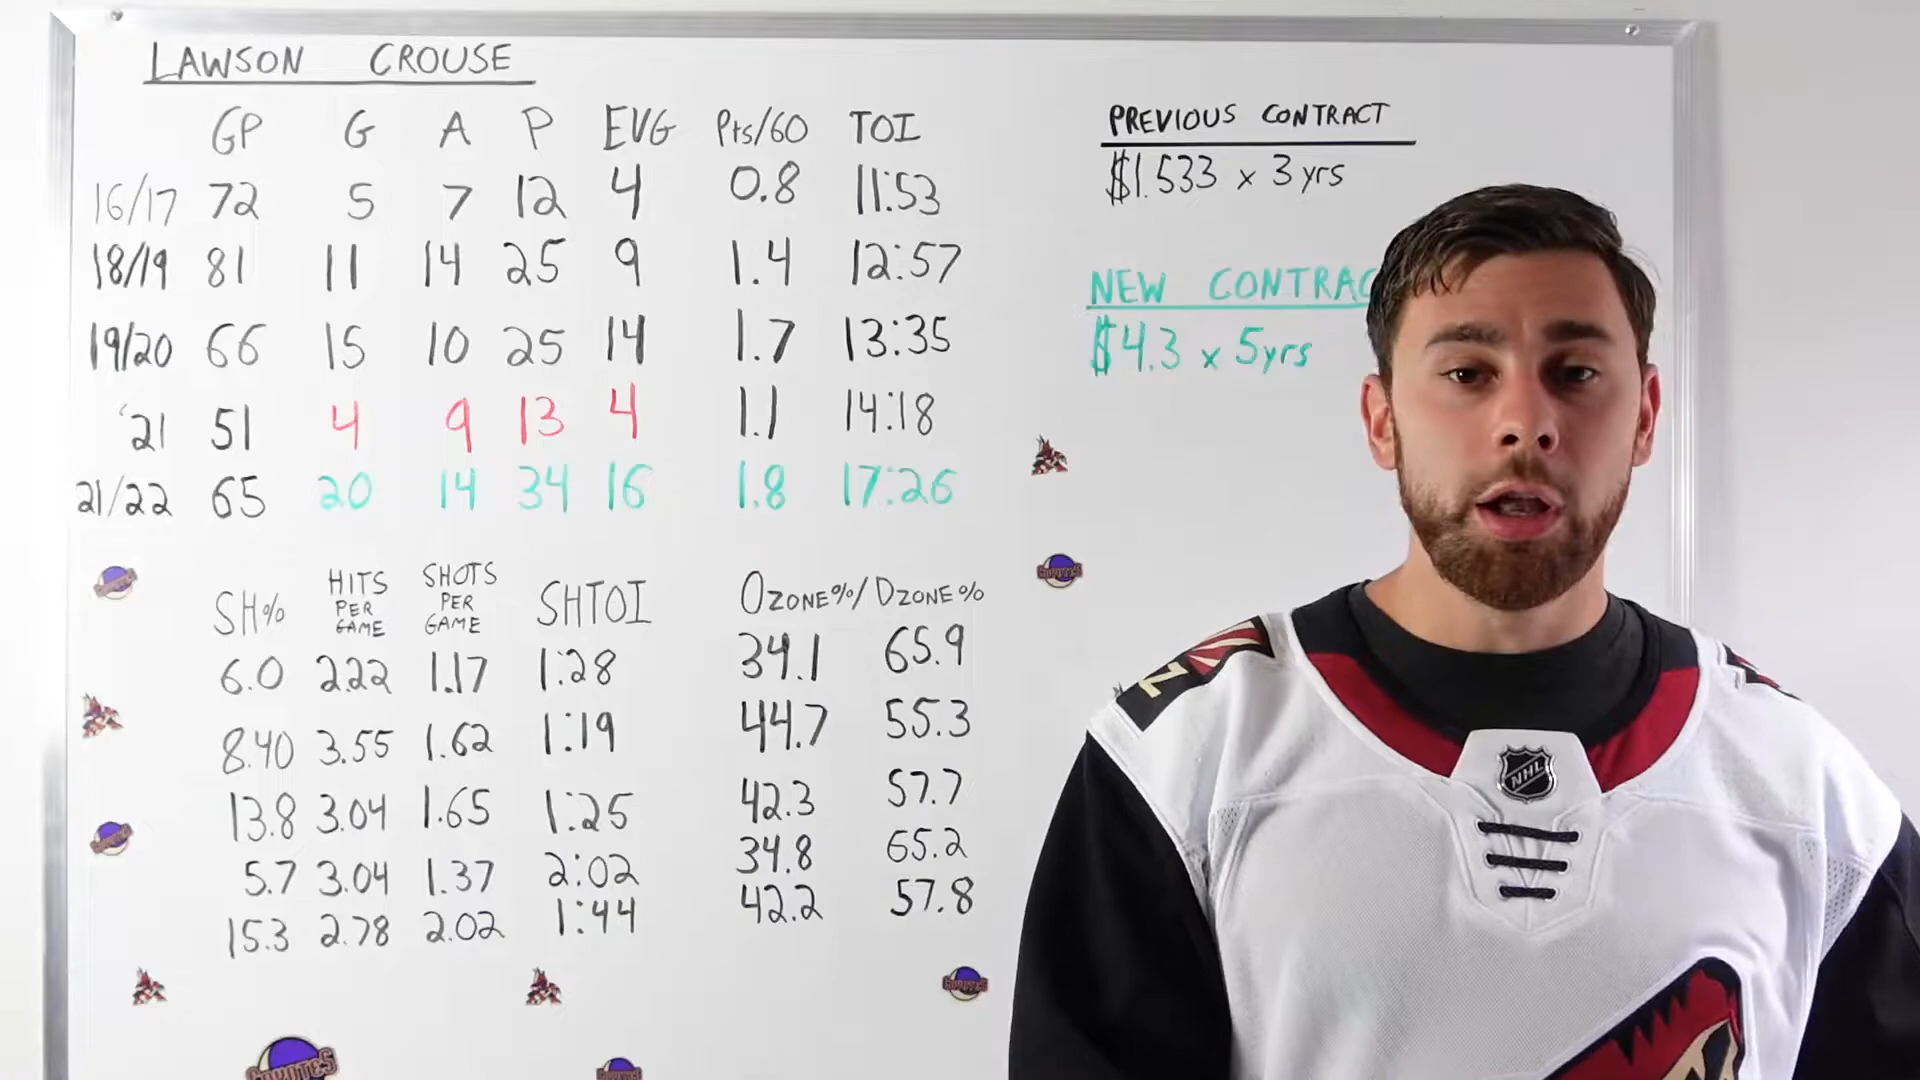 LAWSON CROUSE
GP G A P EVG Pts/60 TOI
16/17 72 5 7 12 4 0.8 11:53
18/19 81 11 14 25 9 1.4 12:57
19/20 66 15 10 25 14 1.7 13:35
'21 51 4 9 13 4 1.1 14:18
21/22 65 20 14 34 16 1.8 17:26
SH% HITS PER GAME SHOTS PER GAME SHTOI OZONE%/DZONE%
6.0 2.22 1.17 1:28 34.1 65.9
8.40 3.55 1.62 1:19 44.7 55.3
13.8 3.04 1.65 1:25 42.3 57.7
5.7 3.04 1.37 2:02 34.8 65.2
15.3 2.78 2.02 1:44 42.2 57.8
PREVIOUS CONTRACT
$1.533 x 3yrs
NEW CONTRAC
$4.3 x 5yrs
COYOTES
COYOTES
COYOTES
COYOTES
COYOTES
NHL